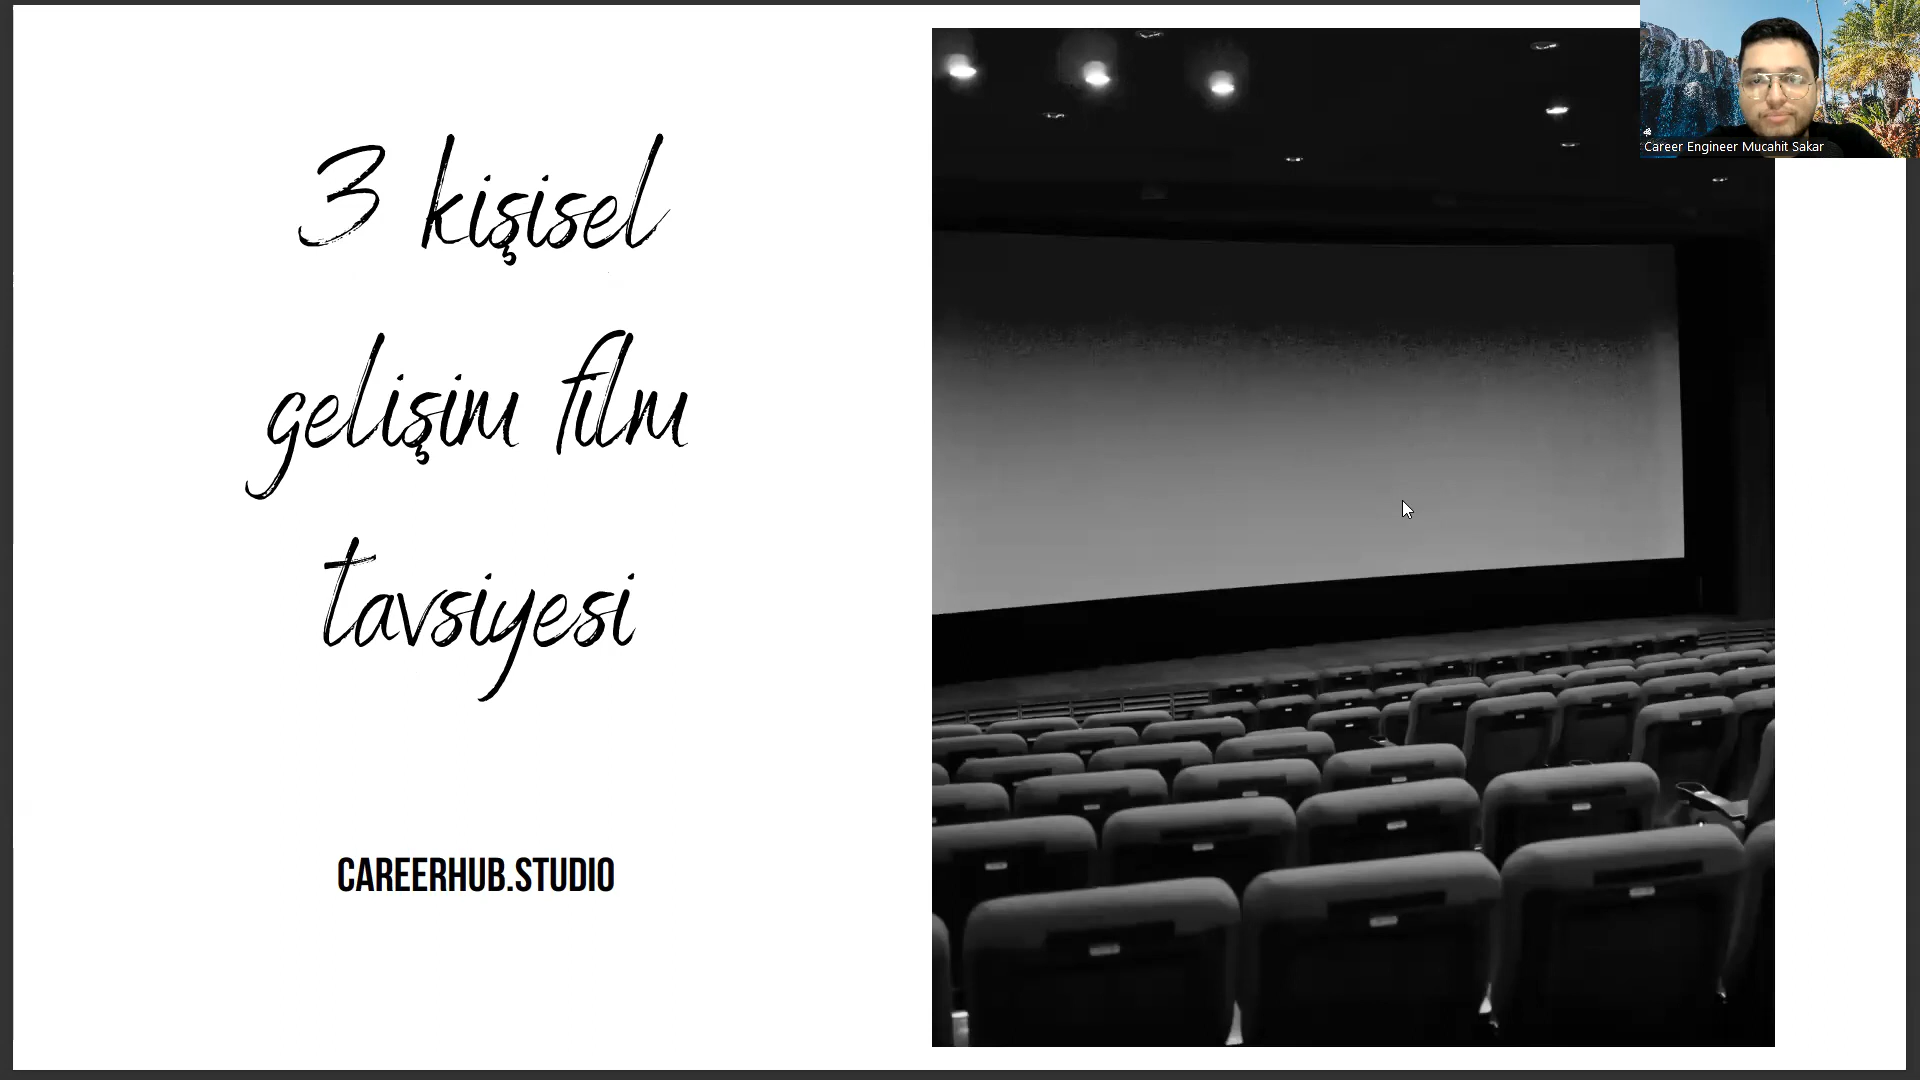 3 kişisel
gelişim film
tavsiyesi
CAREERHUB.STUDIO
Career Engineer Mucahit Sakar